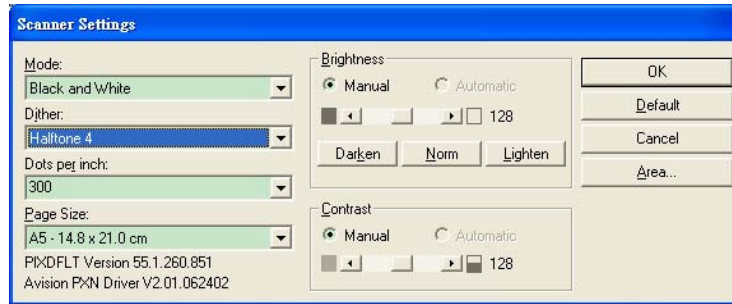 Scanner Settings
Mode:
Black and White
Dither:
Halftone 4
Dots per inch:
300
Page Size:
A5 - 14.8 x 21.0 cm
PIXDFLT Version 55.1.260.851
Avision PXN Driver V2.01.062402
Brightness
Manual Automatic
128
Darken Norm Lighten
Contrast
Manual Automatic
128
OK
Default
Cancel
Area...